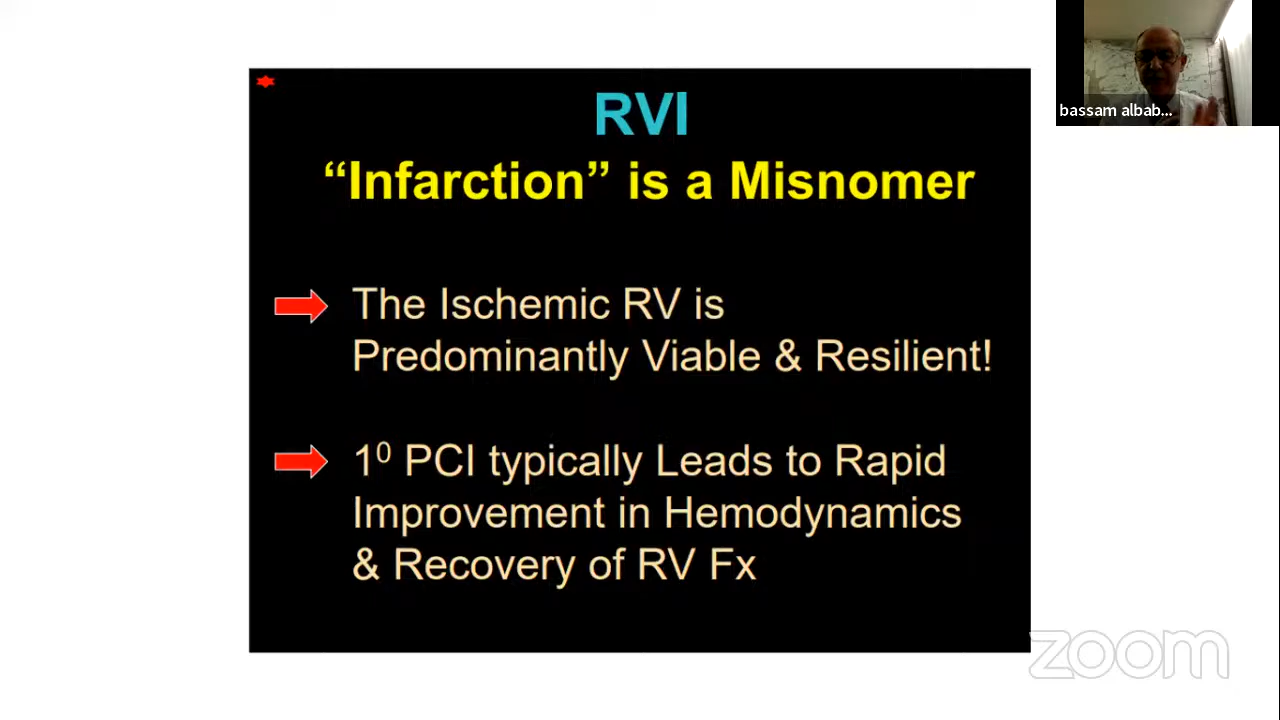 RVI
“Infarction” is a Misnomer
The Ischemic RV is
Predominantly Viable & Resilient!
1⁰ PCI typically Leads to Rapid
Improvement in Hemodynamics
& Recovery of RV Fx
bassam albab...
zoom